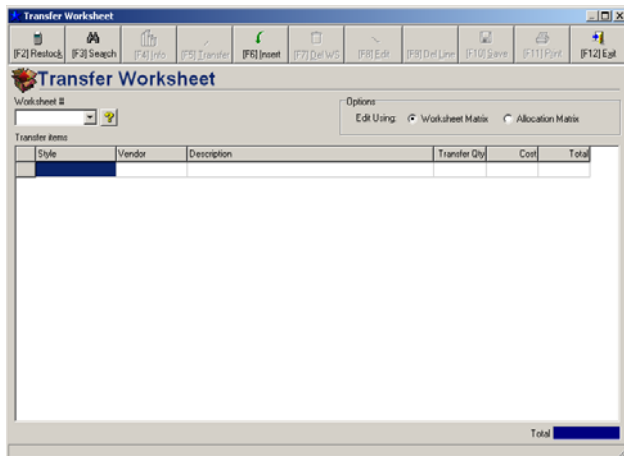 Transfer Worksheet
[F2] Restock [F3] Search [F4] Info [F5] Transfer [F6] Insert [F7] Del WS [F8] Edit [F9] Del Line [F10] Save [F11] Print [F12] Exit
Transfer Worksheet
Worksheet #
Options
Edit Using: Worksheet Matrix Allocation Matrix
Transfer items
Style Vendor Description Transfer Qty Cost Total
Total